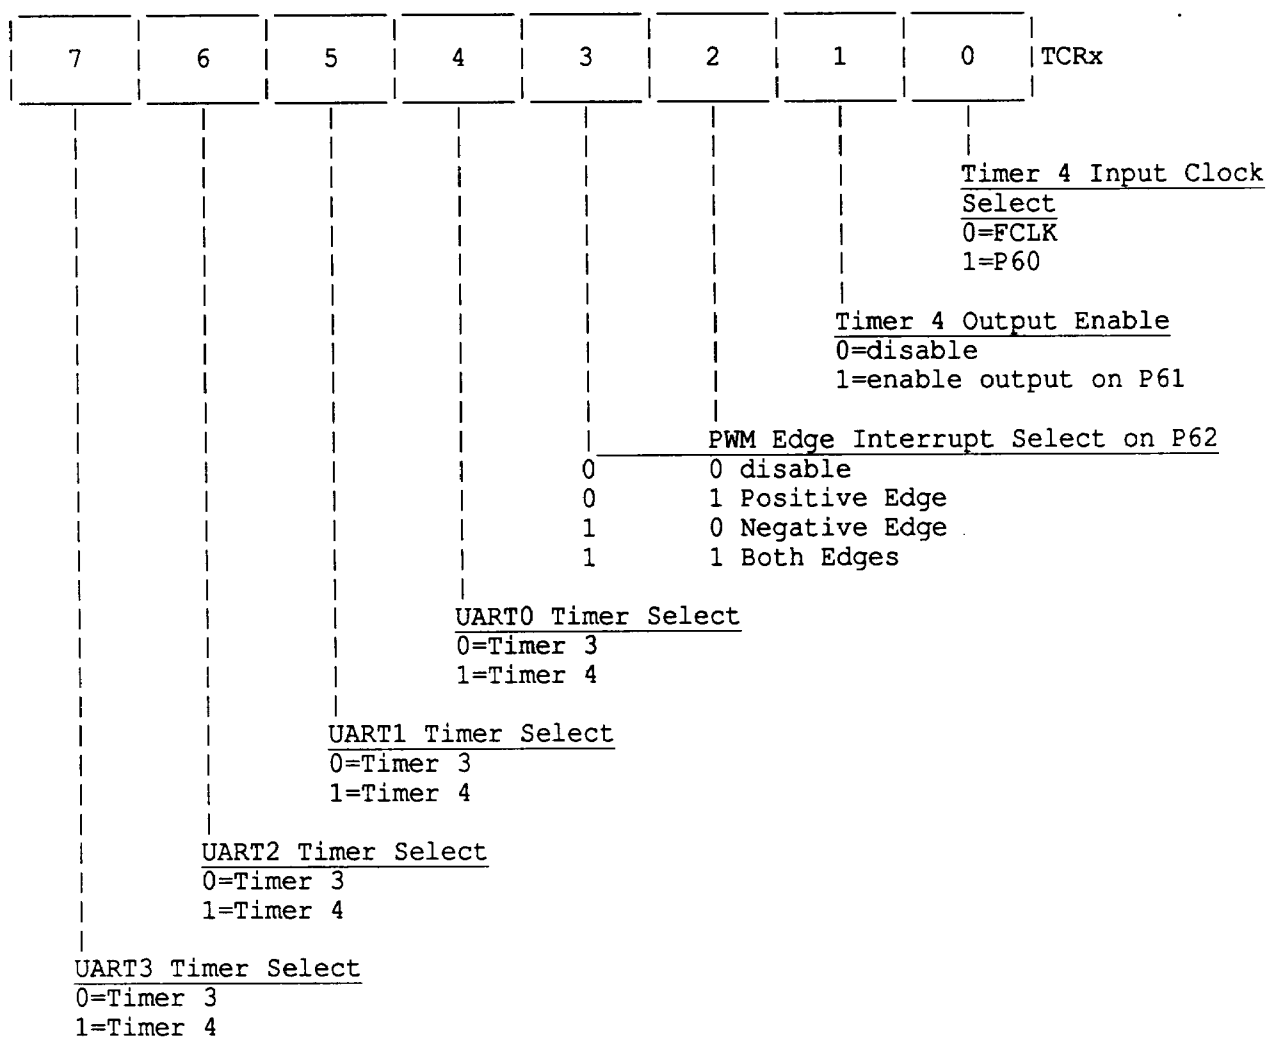 7 6 5 4 3 2 1 0 TCRx
Timer 4 Input Clock
Select
0=FCLK
1=P60
Timer 4 Output Enable
0=disable
1=enable output on P61
PWM Edge Interrupt Select on P62
0 0 disable
0 1 Positive Edge
1 0 Negative Edge
1 1 Both Edges
UART0 Timer Select
0=Timer 3
1=Timer 4
UART1 Timer Select
0=Timer 3
1=Timer 4
UART2 Timer Select
0=Timer 3
1=Timer 4
UART3 Timer Select
0=Timer 3
1=Timer 4